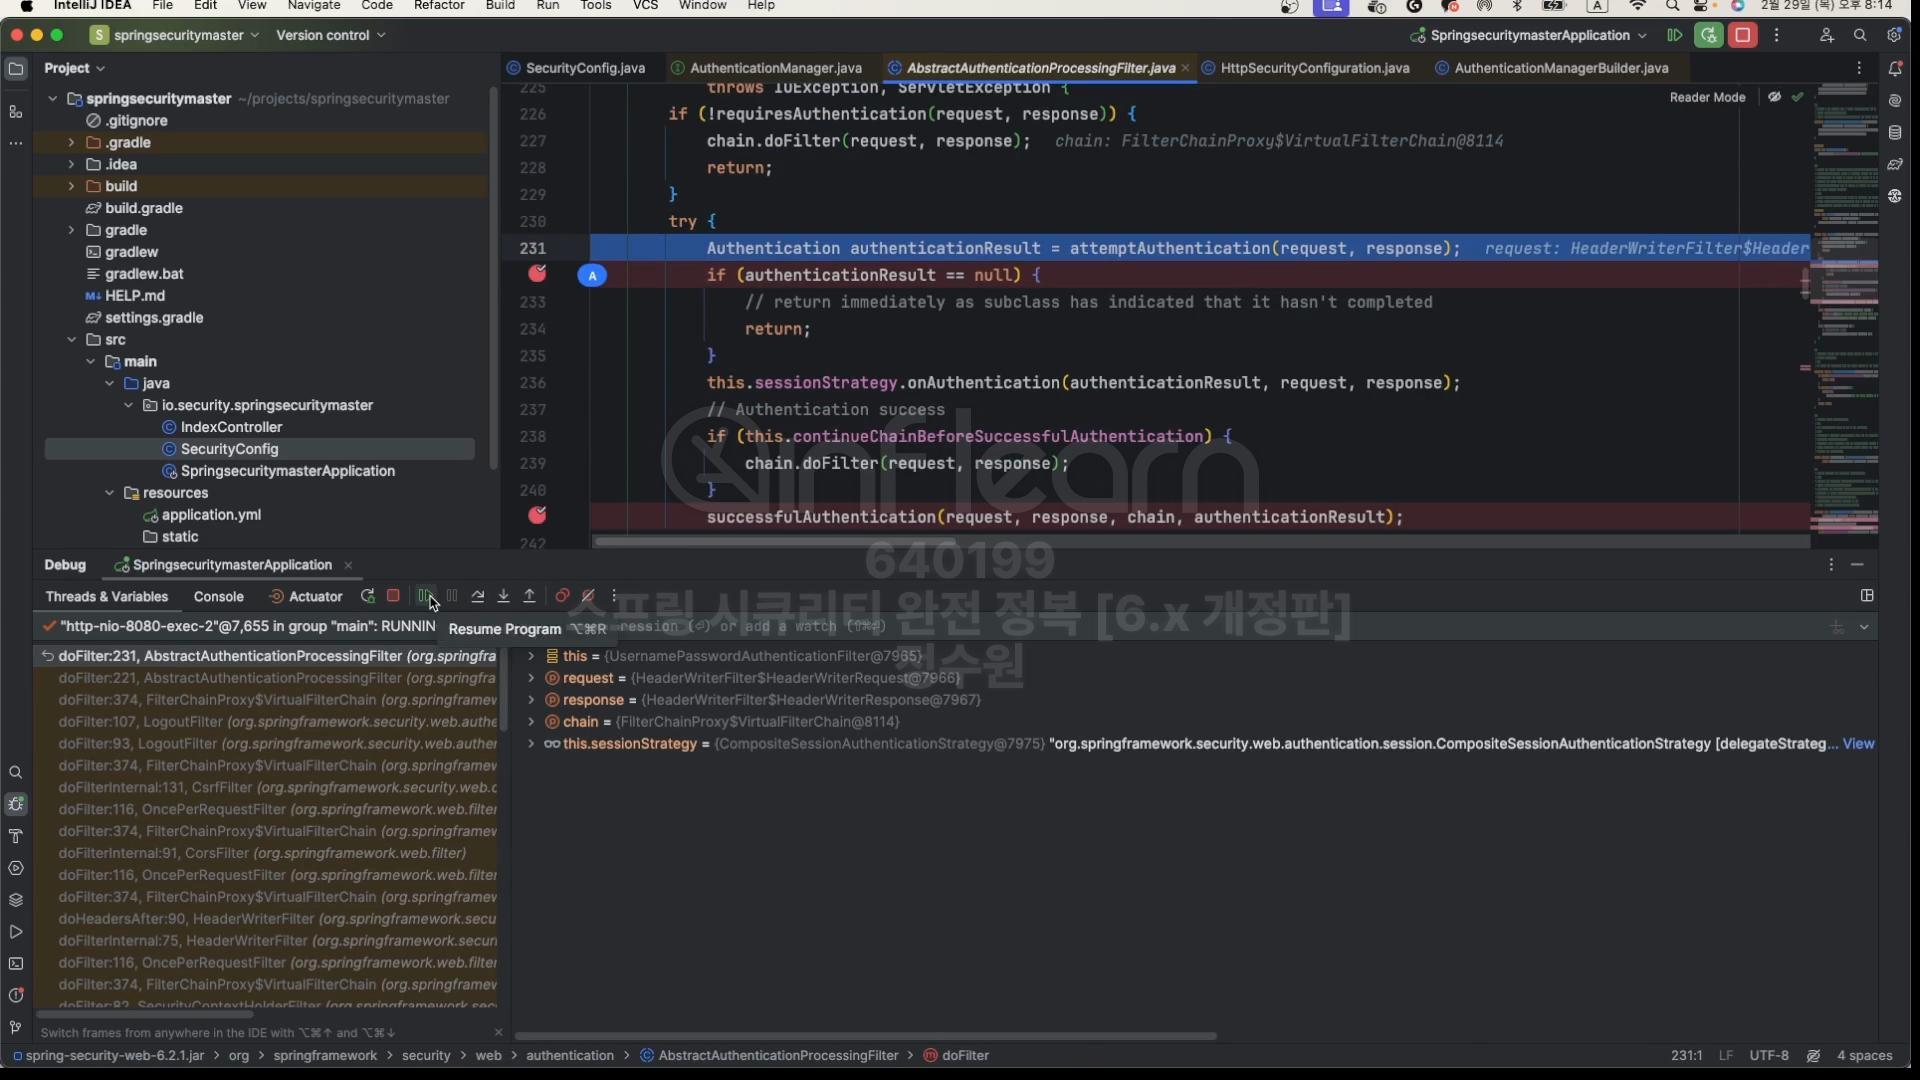 IntelliJ IDEA File Edit View Navigate Code Refactor Build Run Tools VCS Window Help
A 2월 29일 (목) 오후 8:14
S springsecuritymaster Version control SpringsecuritymasterApplication
Project
SecurityConfig.java AuthenticationManager.java AbstractAuthenticationProcessingFilter.java HttpSecurityConfiguration.java AuthenticationManagerBuilder.java
Reader Mode
springsecuritymaster ~/projects/springsecuritymaster
.gitignore
.gradle
.idea
build
build.gradle
gradle
gradlew
gradlew.bat
M↓ HELP.md
settings.gradle
src
main
java
io.security.springsecuritymaster
IndexController
SecurityConfig
SpringsecuritymasterApplication
resources
application.yml
static
225 throws IOException, ServletException {
226 if (!requiresAuthentication(request, response)) {
227 chain.doFilter(request, response); chain: FilterChainProxy$VirtualFilterChain@8114
228 return;
229 }
230 try {
231 Authentication authenticationResult = attemptAuthentication(request, response); request: HeaderWriterFilter$Header
A if (authenticationResult == null) {
233 // return immediately as subclass has indicated that it hasn't completed
234 return;
235 }
236 this.sessionStrategy.onAuthentication(authenticationResult, request, response);
237 // Authentication success
238 if (this.continueChainBeforeSuccessfulAuthentication) {
239 chain.doFilter(request, response);
240 }
successfulAuthentication(request, response, chain, authenticationResult);
242
inflearn
640199
스프링 시큐리티 완전 정복 [6.x 개정판]
정수원
Debug SpringsecuritymasterApplication
Threads & Variables Console Actuator
"http-nio-8080-exec-2"@7,655 in group "main": RUNNIN
Resume Program ⌥⌘R
ression (⏎) or add a watch (⇧⌘⏎)
doFilter:231, AbstractAuthenticationProcessingFilter (org.springfra
doFilter:221, AbstractAuthenticationProcessingFilter (org.springfra
doFilter:374, FilterChainProxy$VirtualFilterChain (org.springframew
doFilter:107, LogoutFilter (org.springframework.security.web.authe
doFilter:93, LogoutFilter (org.springframework.security.web.authen
doFilter:374, FilterChainProxy$VirtualFilterChain (org.springframew
doFilterInternal:131, CsrfFilter (org.springframework.security.web.c
doFilter:116, OncePerRequestFilter (org.springframework.web.filter
doFilter:374, FilterChainProxy$VirtualFilterChain (org.springframew
doFilterInternal:91, CorsFilter (org.springframework.web.filter)
doFilter:116, OncePerRequestFilter (org.springframework.web.filter
doFilter:374, FilterChainProxy$VirtualFilterChain (org.springframew
doHeadersAfter:90, HeaderWriterFilter (org.springframework.secu
doFilterInternal:75, HeaderWriterFilter (org.springframework.securi
doFilter:116, OncePerRequestFilter (org.springframework.web.filter
doFilter:374, FilterChainProxy$VirtualFilterChain (org.springframew
doFilter:82, SecurityContextHolderFilter (org.springframework.sec
Switch frames from anywhere in the IDE with ⌥⌘↑ and ⌥⌘↓
this = {UsernamePasswordAuthenticationFilter@7965}
request = {HeaderWriterFilter$HeaderWriterRequest@7966}
response = {HeaderWriterFilter$HeaderWriterResponse@7967}
chain = {FilterChainProxy$VirtualFilterChain@8114}
this.sessionStrategy = {CompositeSessionAuthenticationStrategy@7975} "org.springframework.security.web.authentication.session.CompositeSessionAuthenticationStrategy [delegateStrateg... View
spring-security-web-6.2.1.jar > org > springframework > security > web > authentication > AbstractAuthenticationProcessingFilter > doFilter
231:1 LF UTF-8 4 spaces